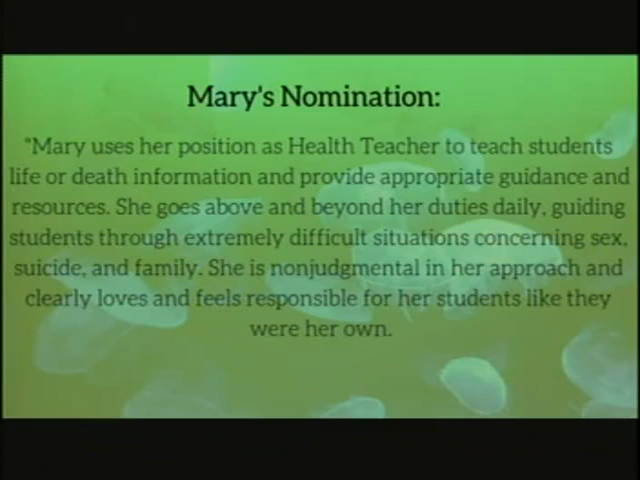 Mary's Nomination:
"Mary uses her position as Health Teacher to teach students
life or death information and provide appropriate guidance and
resources. She goes above and beyond her duties daily, guiding
students through extremely difficult situations concerning sex,
suicide, and family. She is nonjudgmental in her approach and
clearly loves and feels responsible for her students like they
were her own.